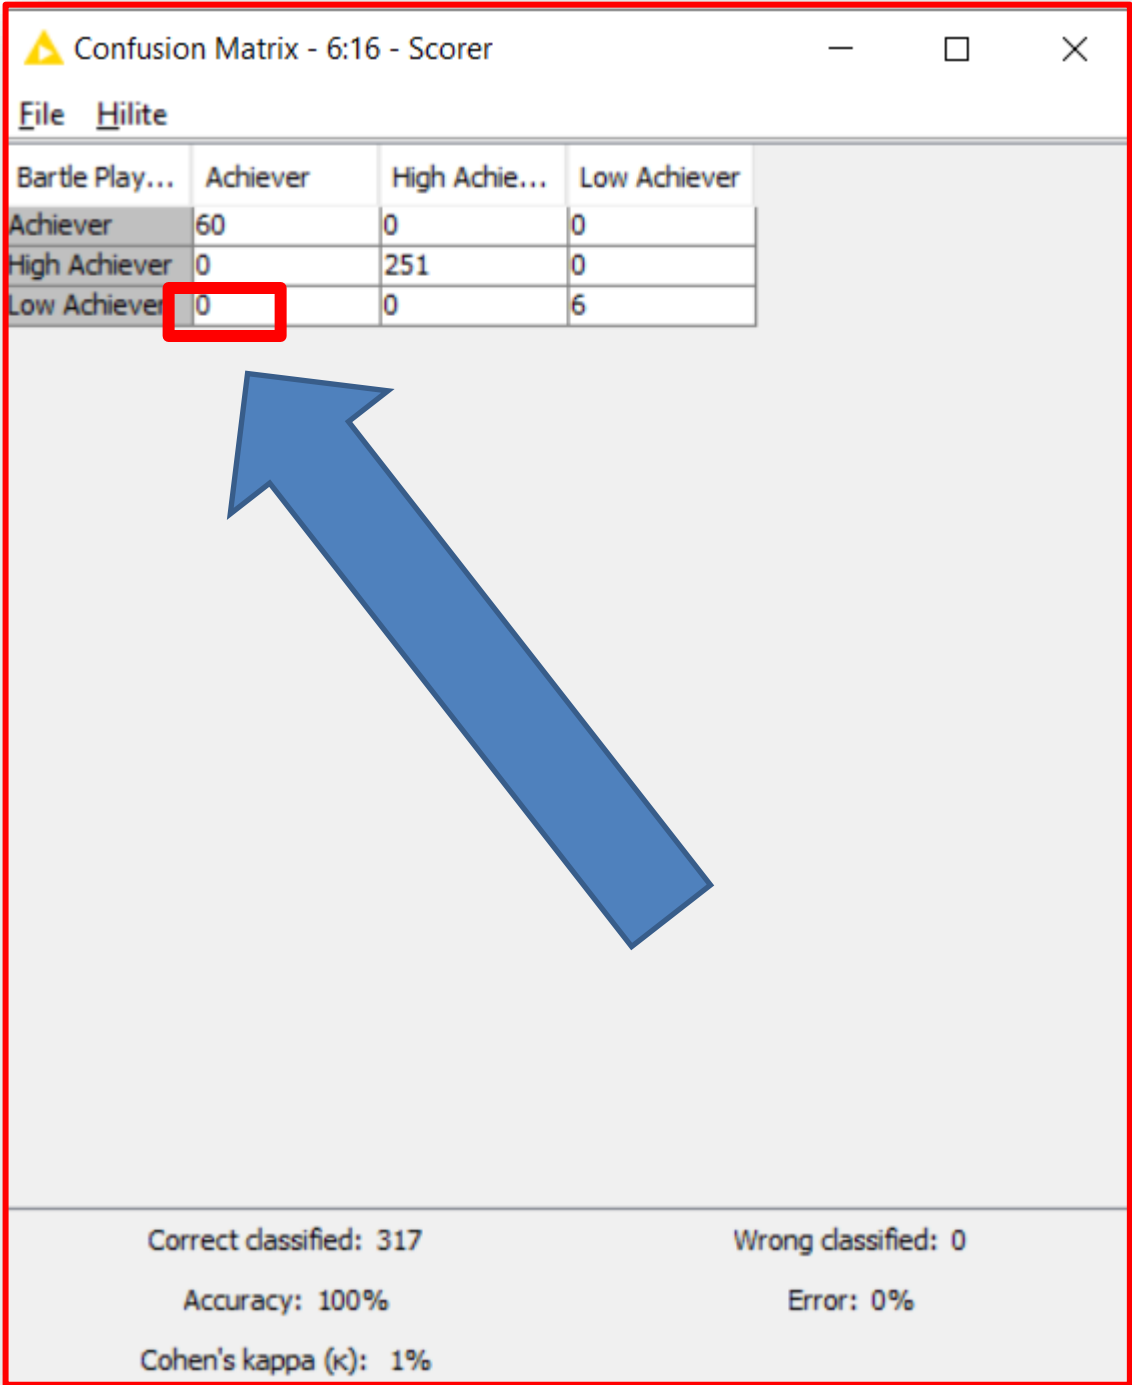 Confusion Matrix - 6:16 - Scorer
File Hilite
Bartle Play... Achiever High Achie... Low Achiever
Achiever 60 0 0
High Achiever 0 251 0
Low Achiever 0 0 6
Correct classified: 317 Wrong classified: 0
Accuracy: 100% Error: 0%
Cohen's kappa (κ): 1%